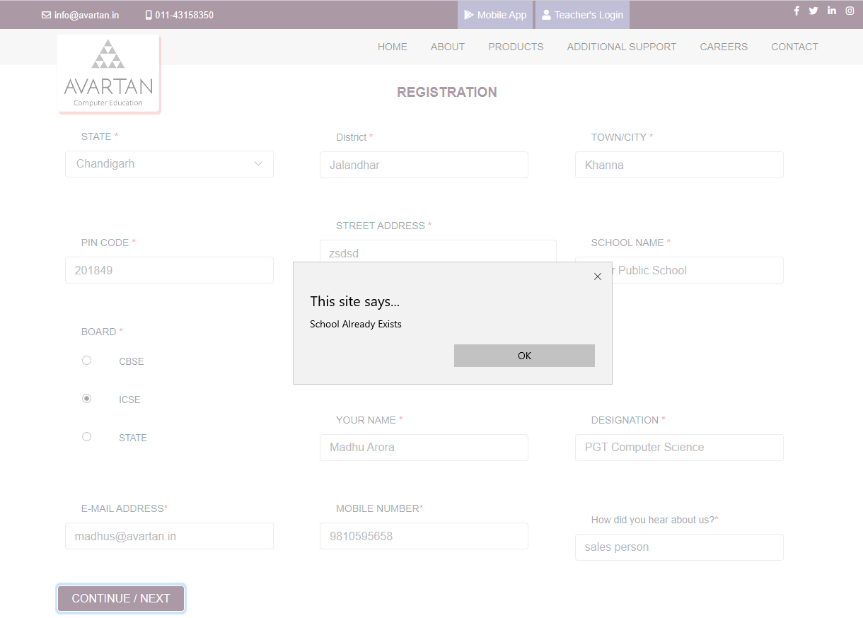 info@avartan.in 011-43158350 Mobile App Teacher's Login
HOME ABOUT PRODUCTS ADDITIONAL SUPPORT CAREERS CONTACT
AVARTAN
Computer Education
REGISTRATION
STATE * District * TOWN/CITY *
Chandigarh Jalandhar Khanna
STREET ADDRESS *
PIN CODE * SCHOOL NAME *
zsdsd
201849 Public School
This site says...
School Already Exists
OK
BOARD *
CBSE
ICSE
STATE
YOUR NAME * DESIGNATION *
Madhu Arora PGT Computer Science
E-MAIL ADDRESS* MOBILE NUMBER* How did you hear about us?*
madhus@avartan.in 9810595658 sales person
CONTINUE / NEXT